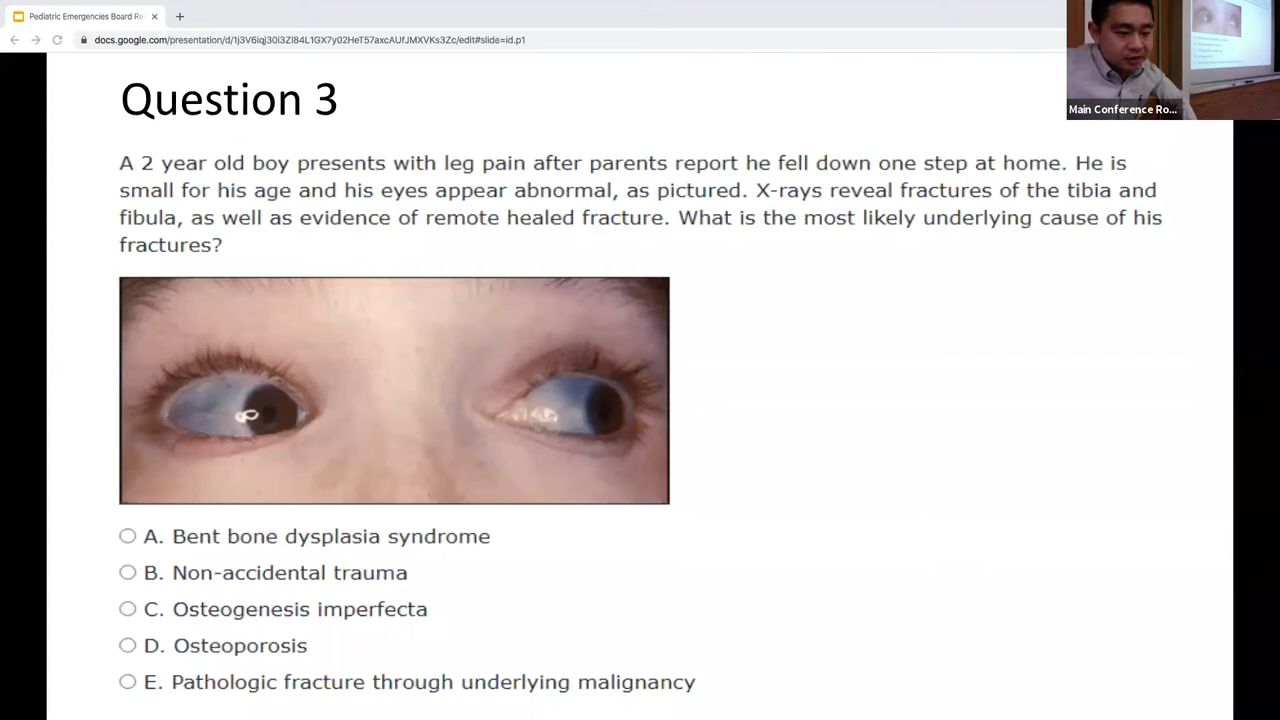 Pediatric Emergencies Board Re
docs.google.com/presentation/d/1j3V6iqj30l3ZI84L1GX7y02HeT57axcAUfJMXVKs3Zc/edit#slide=id.p1
Main Conference Ro...
Question 3
A 2 year old boy presents with leg pain after parents report he fell down one step at home. He is
small for his age and his eyes appear abnormal, as pictured. X-rays reveal fractures of the tibia and
fibula, as well as evidence of remote healed fracture. What is the most likely underlying cause of his
fractures?
A. Bent bone dysplasia syndrome
B. Non-accidental trauma
C. Osteogenesis imperfecta
D. Osteoporosis
E. Pathologic fracture through underlying malignancy